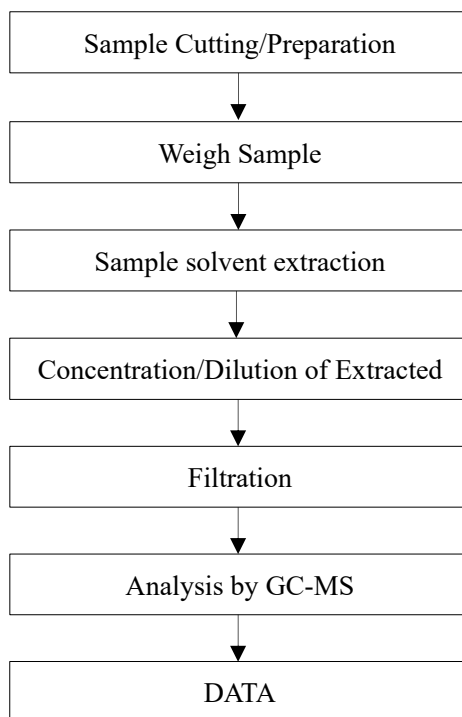 Sample Cutting/Preparation
Weigh Sample
Sample solvent extraction
Concentration/Dilution of Extracted
Filtration
Analysis by GC-MS
DATA